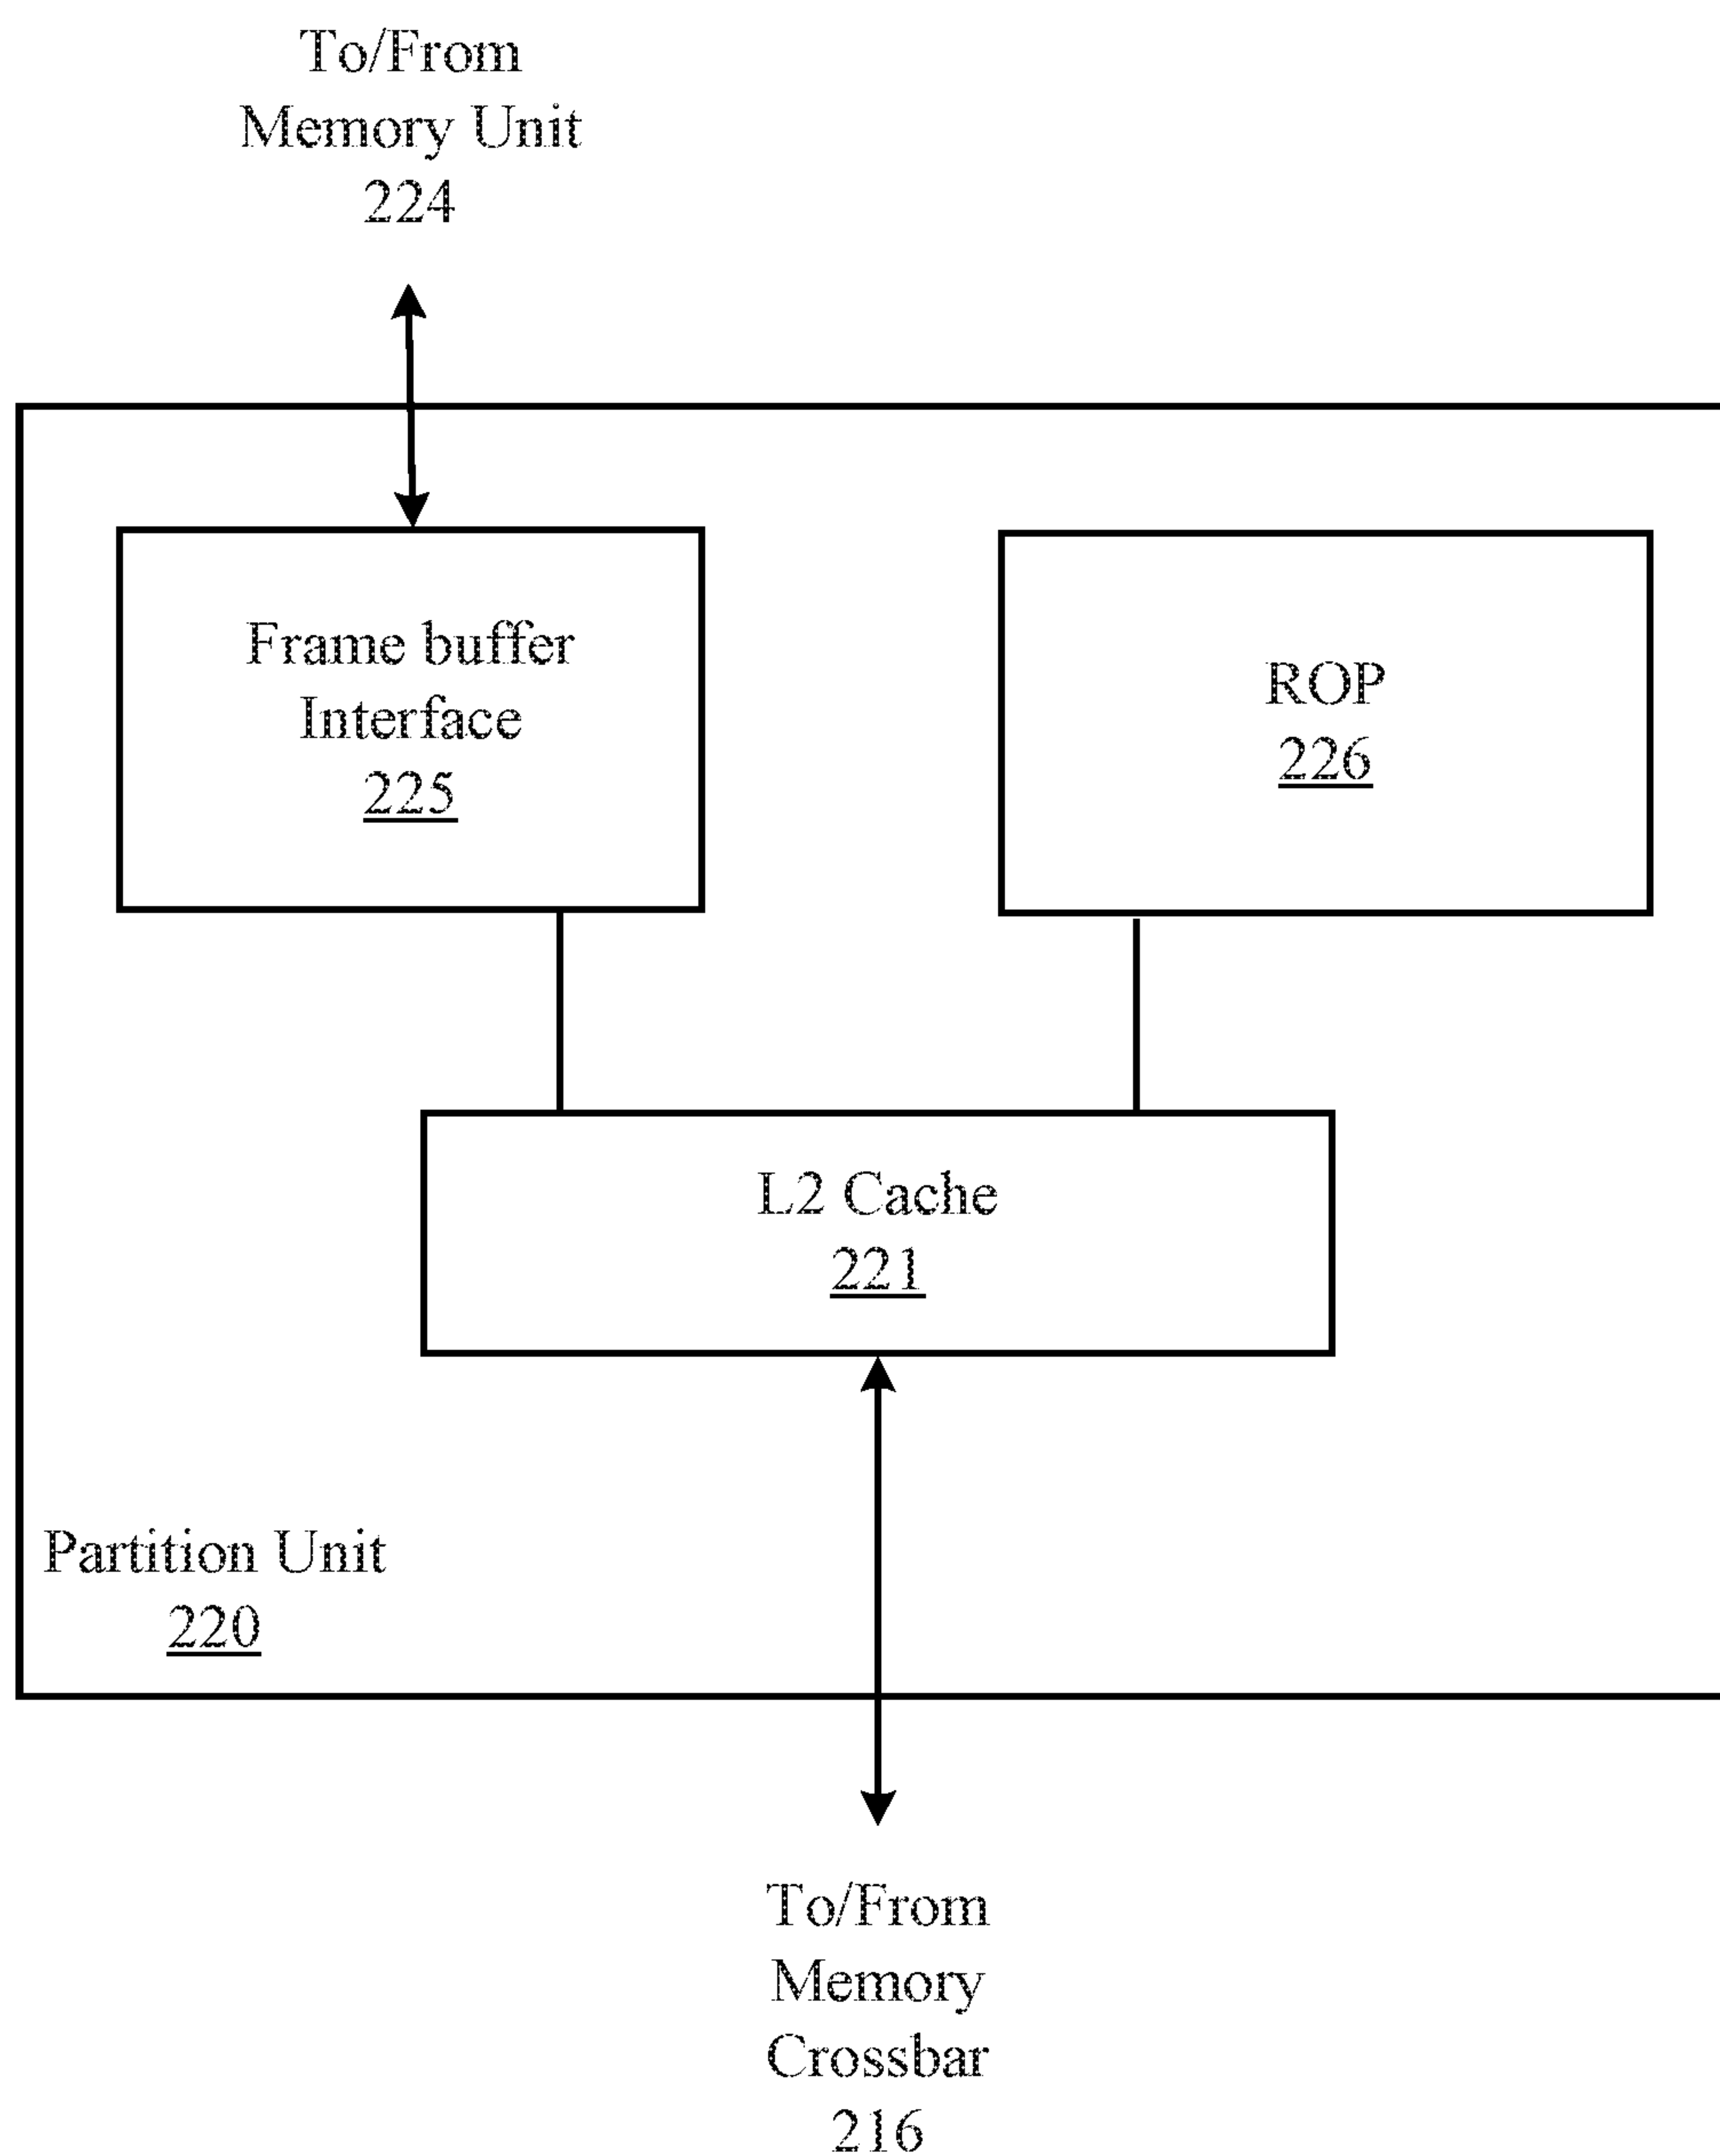 To/From
Memory Unit
224
Frame buffer
Interface
225
ROP
226
L2 Cache
221
Partition Unit
220
To/From
Memory
Crossbar
216